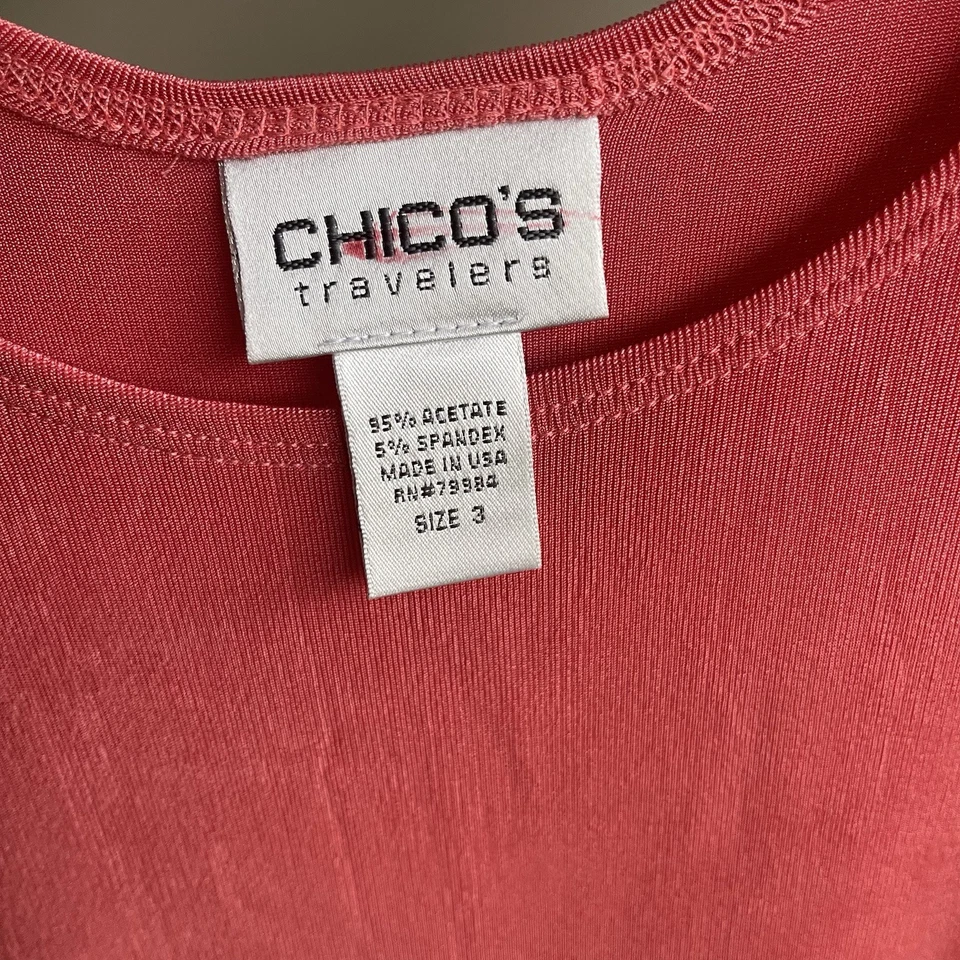 CHICO'S
travelers
95% ACETATE
5% SPANDEX
MADE IN USA
RN#79984
SIZE 3